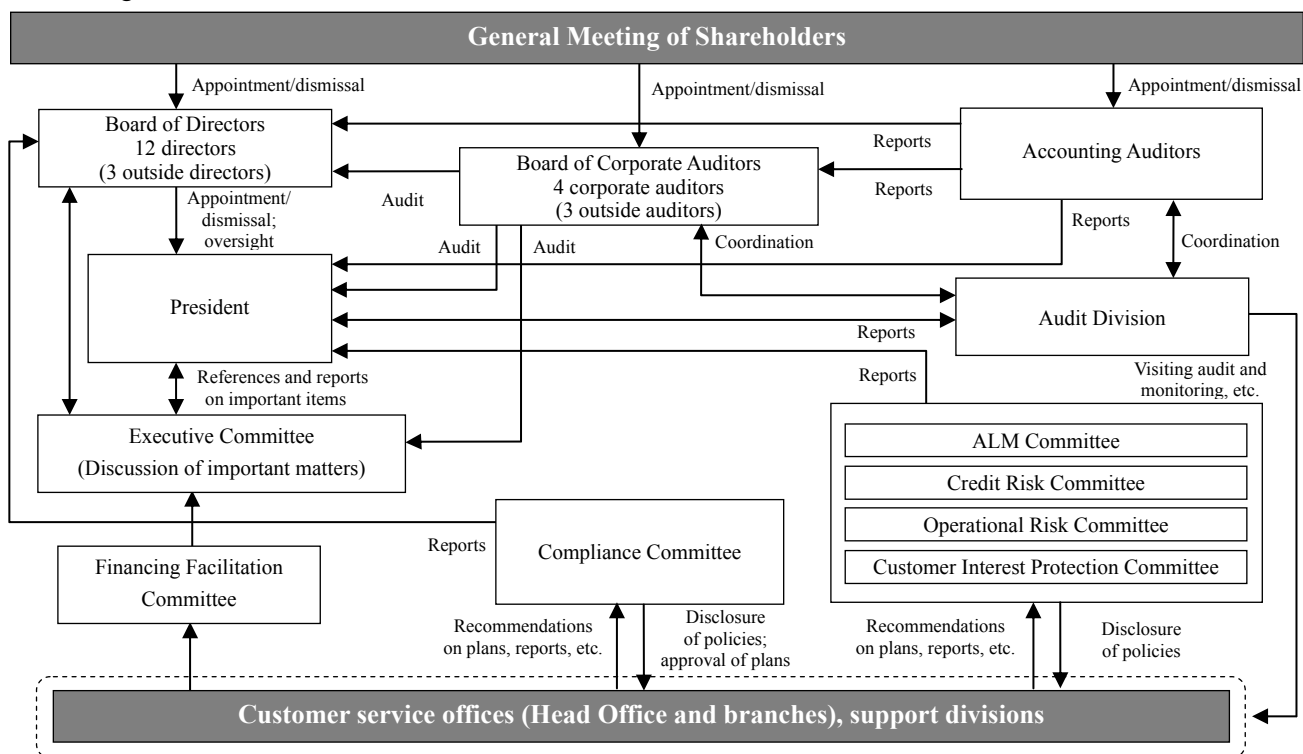 General Meeting of Shareholders
Appointment/dismissal
Appointment/dismissal
Appointment/dismissal
Board of Directors
12 directors
(3 outside directors)
Reports
Accounting Auditors
Board of Corporate Auditors
4 corporate auditors
(3 outside auditors)
Reports
Audit
Appointment/
dismissal;
oversight
Reports
Audit
Audit
Coordination
Coordination
President
Reports
Audit Division
References and reports
on important items
Reports
Visiting audit and
monitoring, etc.
Executive Committee
(Discussion of important matters)
ALM Committee
Credit Risk Committee
Operational Risk Committee
Customer Interest Protection Committee
Reports
Compliance Committee
Financing Facilitation
Committee
Recommendations
on plans, reports, etc.
Disclosure
of policies;
approval of plans
Recommendations
on plans, reports, etc.
Disclosure
of policies
Customer service offices (Head Office and branches), support divisions